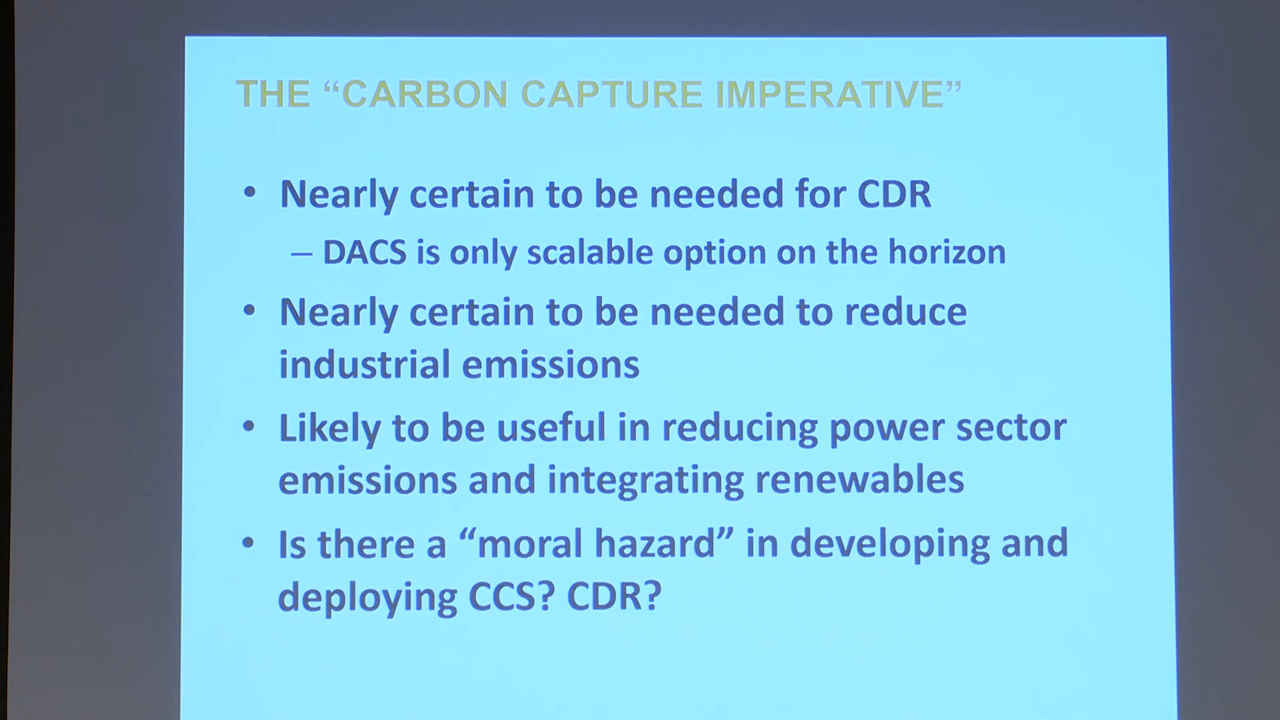 THE “CARBON CAPTURE IMPERATIVE”
• Nearly certain to be needed for CDR
– DACS is only scalable option on the horizon
• Nearly certain to be needed to reduce
industrial emissions
• Likely to be useful in reducing power sector
emissions and integrating renewables
• Is there a “moral hazard” in developing and
deploying CCS? CDR?